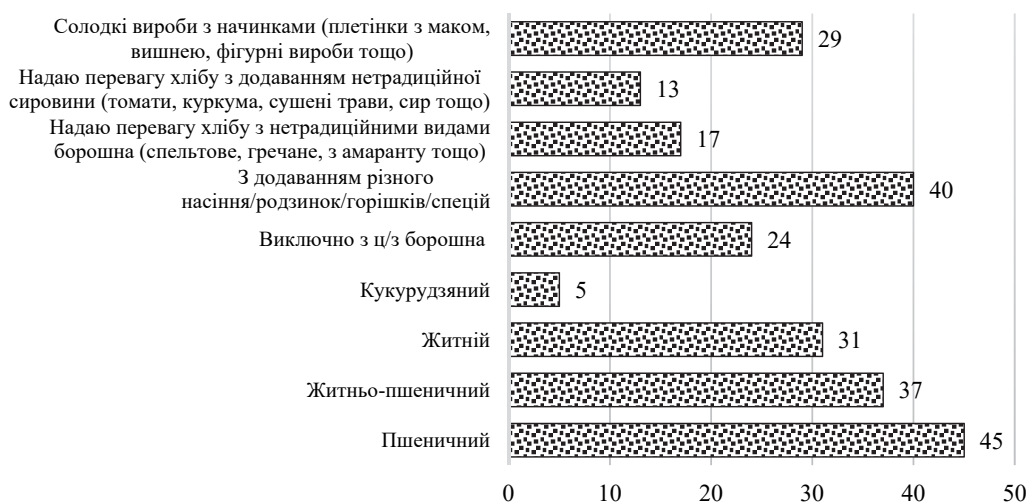 Солодкі вироби з начинками (плетінки з маком,
вишнею, фігурні вироби тощо)
29
Надаю перевагу хлібу з додаванням нетрадиційної
сировини (томати, куркума, сушені трави, сир тощо)
13
Надаю перевагу хлібу з нетрадиційними видами
борошна (спельтове, гречане, з амаранту тощо)
17
З додаванням різного
насіння/родзинок/горішків/спецій
40
Виключно з ц/з борошна
24
Кукурудзяний
5
Житній
31
Житньо-пшеничний
37
Пшеничний
45
0 10 20 30 40 50